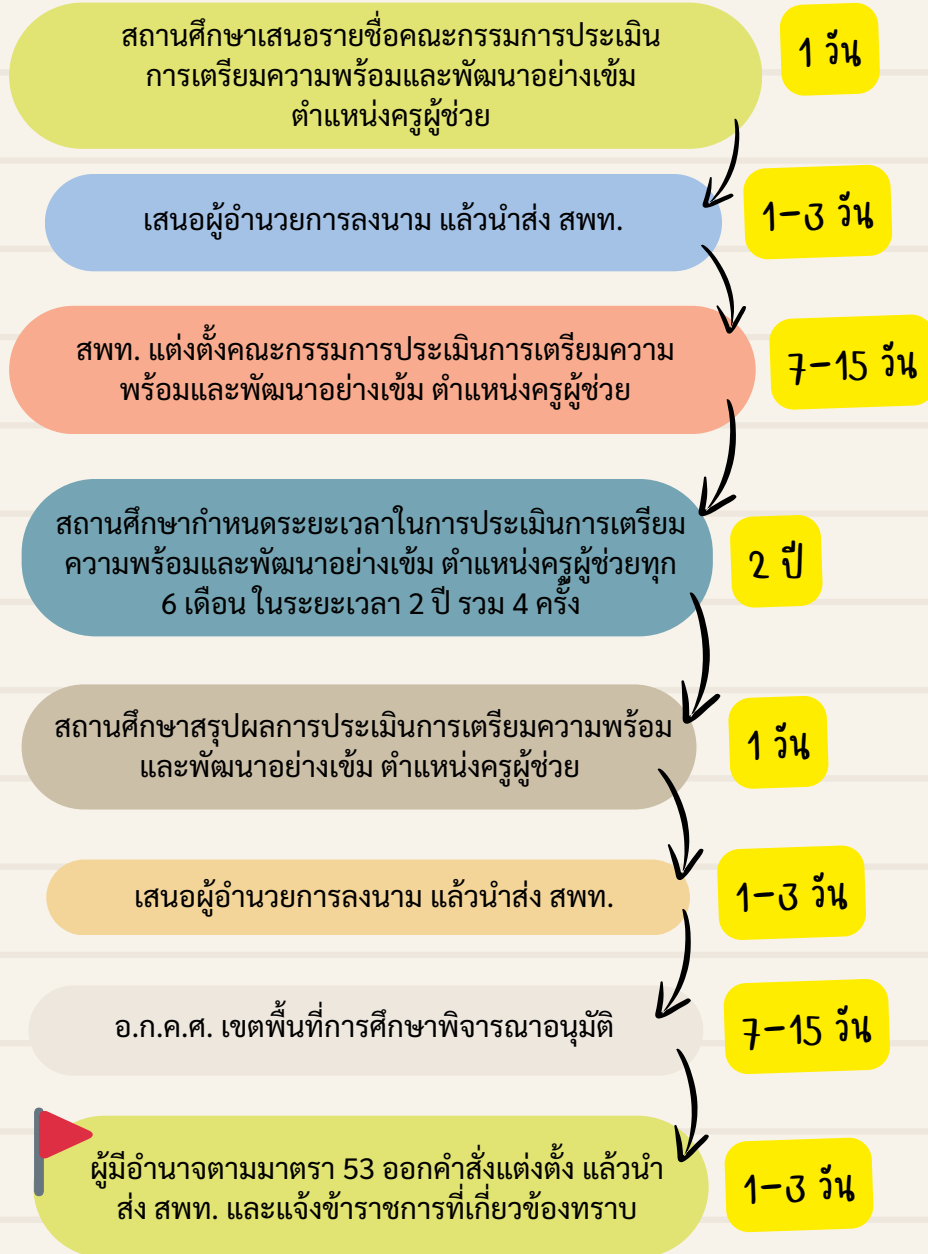 สถานศึกษาเสนอรายชื่อคณะกรรมการประเมิน
การเตรียมความพร้อมและพัฒนาอย่างเข้ม
ตำแหน่งครูผู้ช่วย
1 วัน
เสนอผู้อำนวยการลงนาม แล้วนำส่ง สพท.
1-3 วัน
สพท. แต่งตั้งคณะกรรมการประเมินการเตรียมความ
พร้อมและพัฒนาอย่างเข้ม ตำแหน่งครูผู้ช่วย
7-15 วัน
สถานศึกษากำหนดระยะเวลาในการประเมินการเตรียม
ความพร้อมและพัฒนาอย่างเข้ม ตำแหน่งครูผู้ช่วยทุก
6 เดือน ในระยะเวลา 2 ปี รวม 4 ครั้ง
2 ปี
สถานศึกษาสรุปผลการประเมินการเตรียมความพร้อม
และพัฒนาอย่างเข้ม ตำแหน่งครูผู้ช่วย
1 วัน
เสนอผู้อำนวยการลงนาม แล้วนำส่ง สพท.
1-3 วัน
อ.ก.ค.ศ. เขตพื้นที่การศึกษาพิจารณาอนุมัติ
7-15 วัน
ผู้มีอำนาจตามมาตรา 53 ออกคำสั่งแต่งตั้ง แล้วนำ
ส่ง สพท. และแจ้งข้าราชการที่เกี่ยวข้องทราบ
1-3 วัน